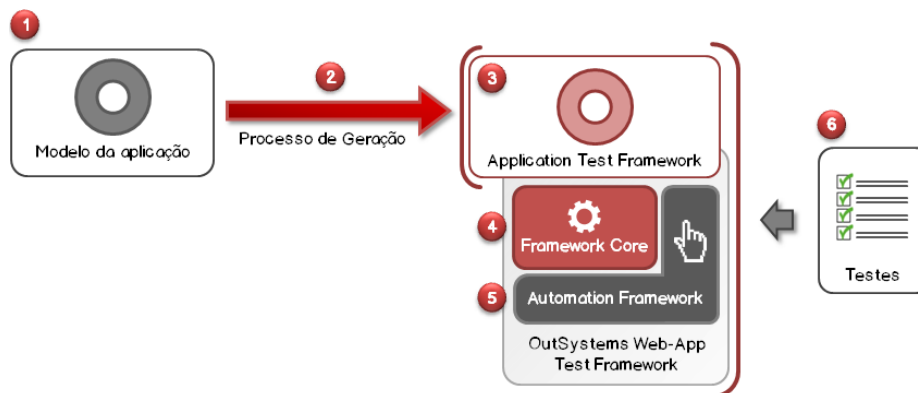 1
Modelo da aplicação
2
Processo de Geração
3
Application Test Framework
4
Framework Core
5
Automation Framework
OutSystems Web-App
Test Framework
6
Testes